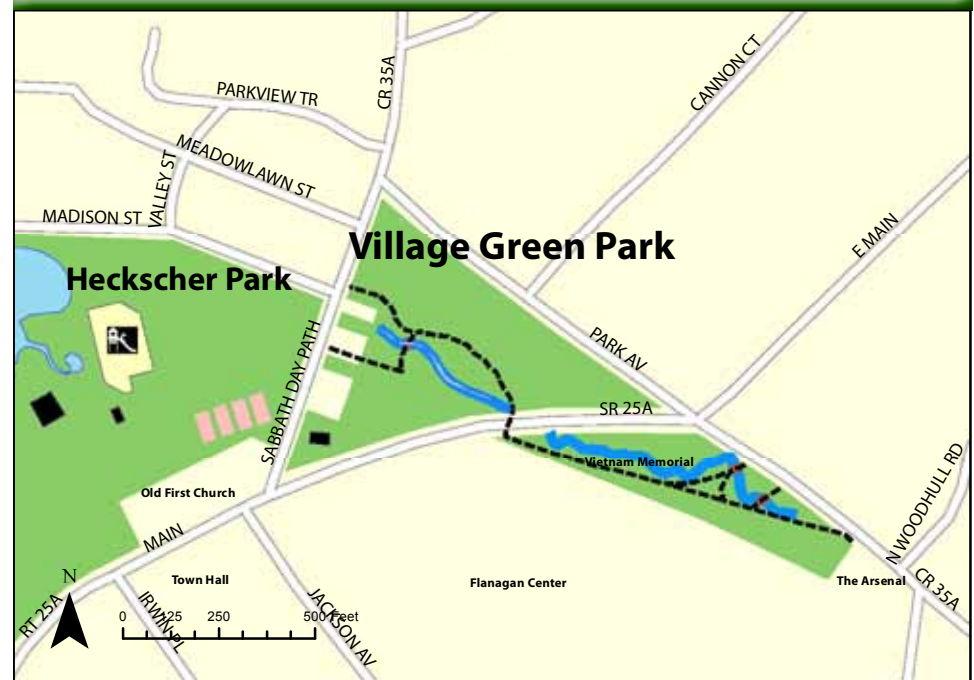 CR 35A
CANNON CT
PARKVIEW TR
MEADOWLAWN ST
VALLEY ST
MADISON ST
Village Green Park
Heckscher Park
E MAIN
PARK AV
SABBATH DAY PATH
SR 25A
Vietnam Memorial
Old First Church
MAIN
N WOODHULL RD
N
Town Hall
Flanagan Center
The Arsenal
CR 35A
RT 25A
IRWIN PL
JACKSON AV
0 125 250 500 Feet